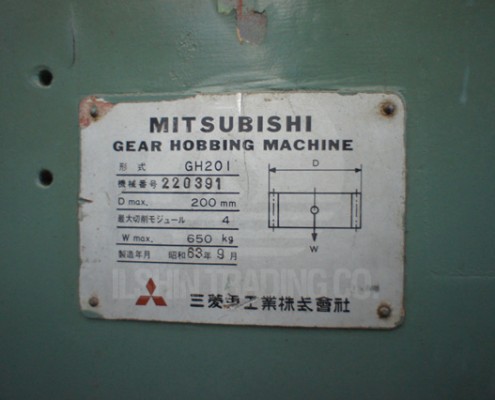 MITSUBISHI
GEAR HOBBING MACHINE
形式 GH201
機械番号 220391
D max. 200 mm
最大切削モジュール 4
W max. 650 kg
製造年月 昭和63年9月
D
W
三菱重工業株式會社
ILSHIN TRADING CO.